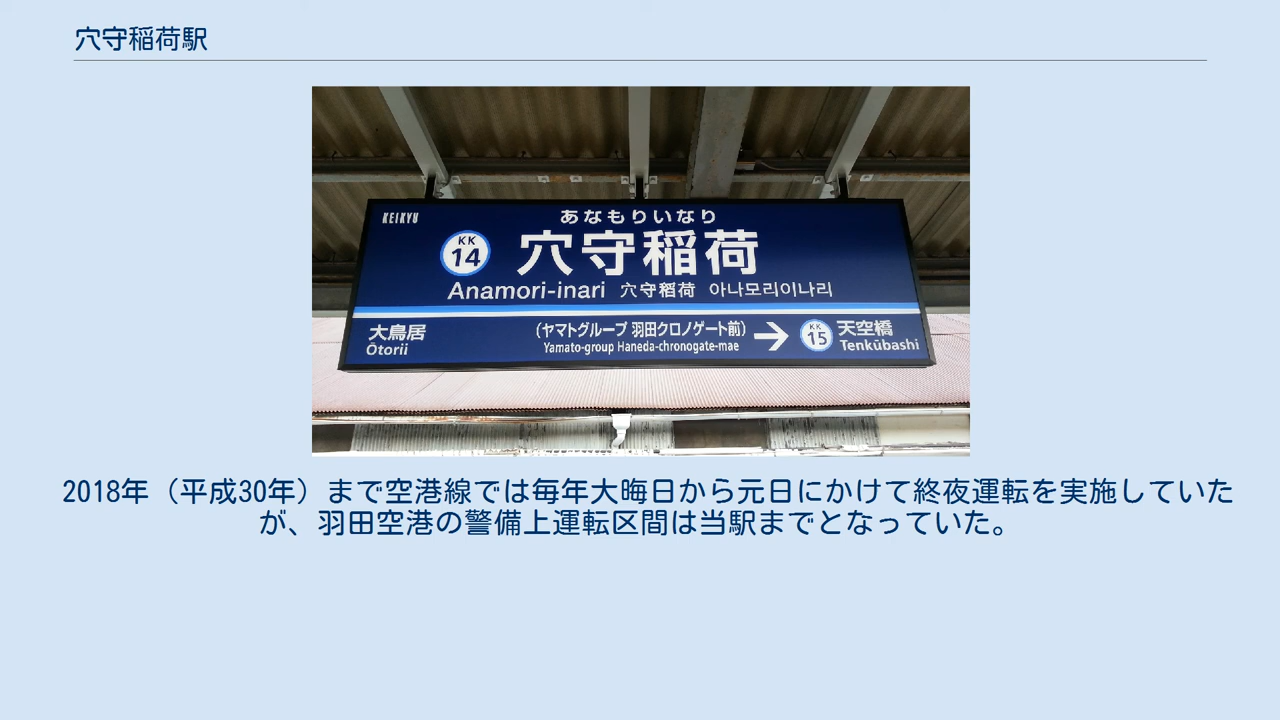 穴守稲荷駅
KEIKYU
あなもりいなり
KK
14
穴守稲荷
Anamori-inari 穴守稻荷 아나모리이나리
大鳥居
Ōtorii
（ヤマトグループ 羽田クロノゲート前）
Yamato-group Haneda-chronogate-mae
KK
15
天空橋
Tenkūbashi
2018年（平成30年）まで空港線では毎年大晦日から元日にかけて終夜運転を実施していた
が、羽田空港の警備上運転区間は当駅までとなっていた。